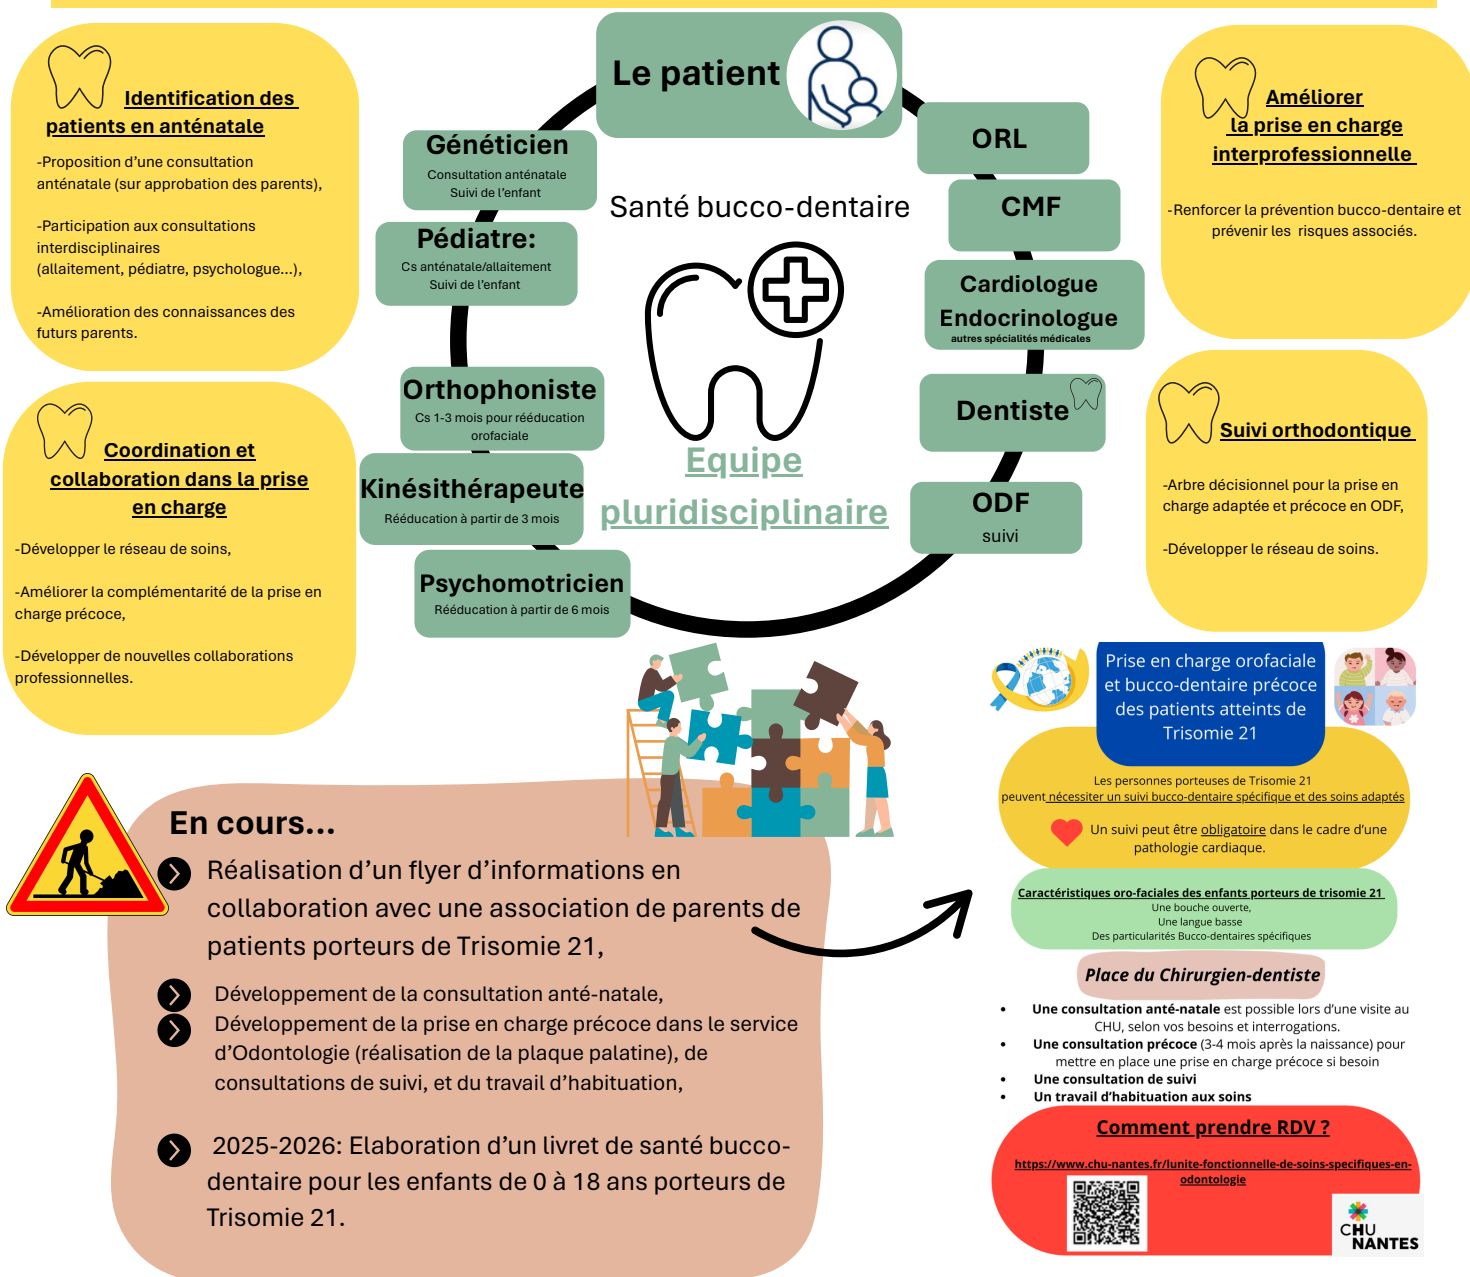 Le patient
Identification des
patients en anténatale
-Proposition d’une consultation
anténatale (sur approbation des parents),
-Participation aux consultations
interdisciplinaires
(allaitement, pédiatre, psychologue...),
-Amélioration des connaissances des
futurs parents.
Coordination et
collaboration dans la prise
en charge
-Développer le réseau de soins,
-Améliorer la complémentarité de la prise en
charge précoce,
-Développer de nouvelles collaborations
professionnelles.
Généticien
Consultation anténatale
Suivi de l’enfant
Pédiatre:
Cs anténatale/allaitement
Suivi de l’enfant
Orthophoniste
Cs 1-3 mois pour rééducation
orofaciale
Kinésithérapeute
Rééducation à partir de 3 mois
Psychomotricien
Rééducation à partir de 6 mois
Santé bucco-dentaire
Equipe
pluridisciplinaire
ORL
CMF
Cardiologue
Endocrinologue
autres spécialités médicales
Dentiste
ODF
suivi
Améliorer
la prise en charge
interprofessionnelle
-Renforcer la prévention bucco-dentaire et
prévenir les risques associés.
Suivi orthodontique
-Arbre décisionnel pour la prise en
charge adaptée et précoce en ODF,
-Développer le réseau de soins.
En cours...
Réalisation d’un flyer d’informations en
collaboration avec une association de parents de
patients porteurs de Trisomie 21,
Développement de la consultation anté-natale,
Développement de la prise en charge précoce dans le service
d’Odontologie (réalisation de la plaque palatine), de
consultations de suivi, et du travail d’habituation,
2025-2026: Elaboration d’un livret de santé bucco-
dentaire pour les enfants de 0 à 18 ans porteurs de
Trisomie 21.
Prise en charge orofaciale
et bucco-dentaire précoce
des patients atteints de
Trisomie 21
Les personnes porteuses de Trisomie 21
peuvent nécessiter un suivi bucco-dentaire spécifique et des soins adaptés
Un suivi peut être obligatoire dans le cadre d’une
pathologie cardiaque.
Caractéristiques oro-faciales des enfants porteurs de trisomie 21
Une bouche ouverte,
Une langue basse
Des particularités Bucco-dentaires spécifiques
Place du Chirurgien-dentiste
• Une consultation anté-natale est possible lors d’une visite au
CHU, selon vos besoins et interrogations.
• Une consultation précoce (3-4 mois après la naissance) pour
mettre en place une prise en charge précoce si besoin
• Une consultation de suivi
• Un travail d’habituation aux soins
Comment prendre RDV ?
https://www.chu-nantes.fr/lunite-fonctionnelle-de-soins-specifiques-en-
odontologie
CHU
NANTES